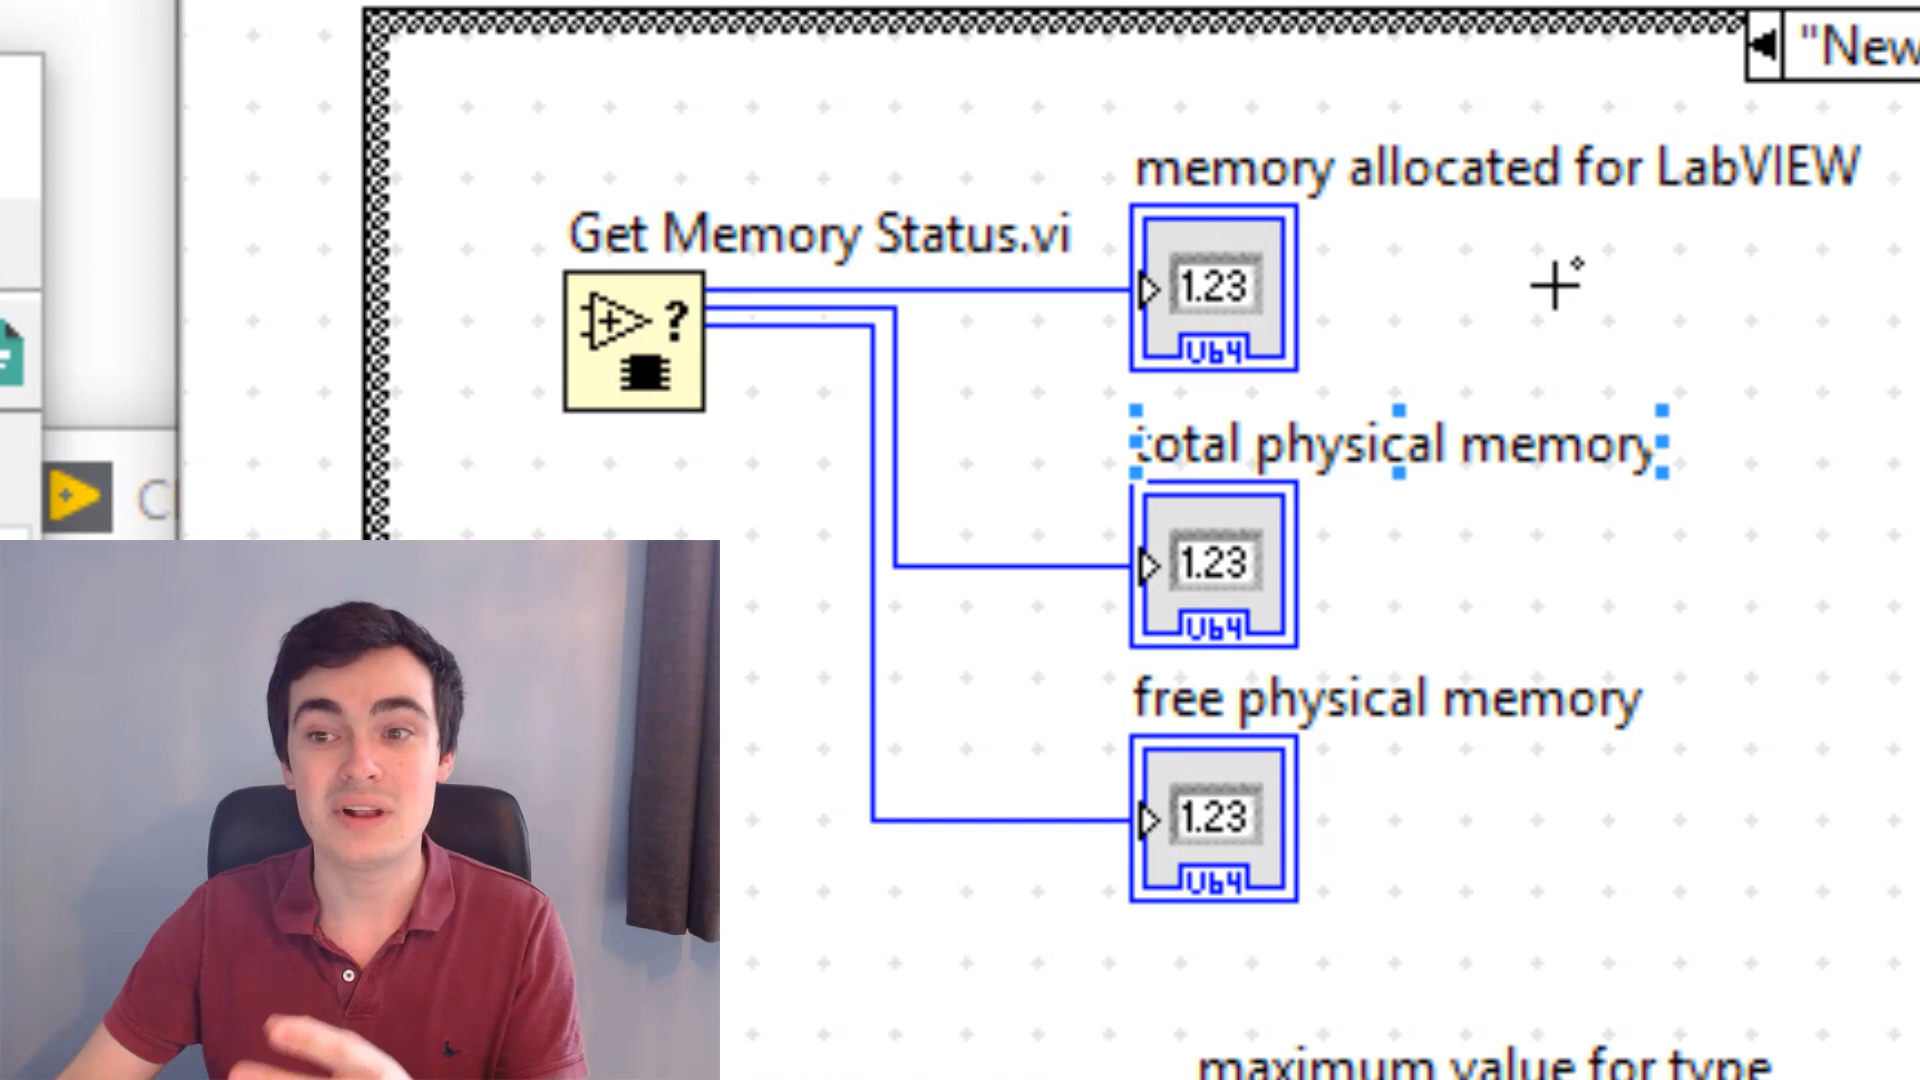 "New
memory allocated for LabVIEW
Get Memory Status.vi
1.23
?
U64
total physical memory
1.23
U64
free physical memory
1.23
U64
maximum value for type